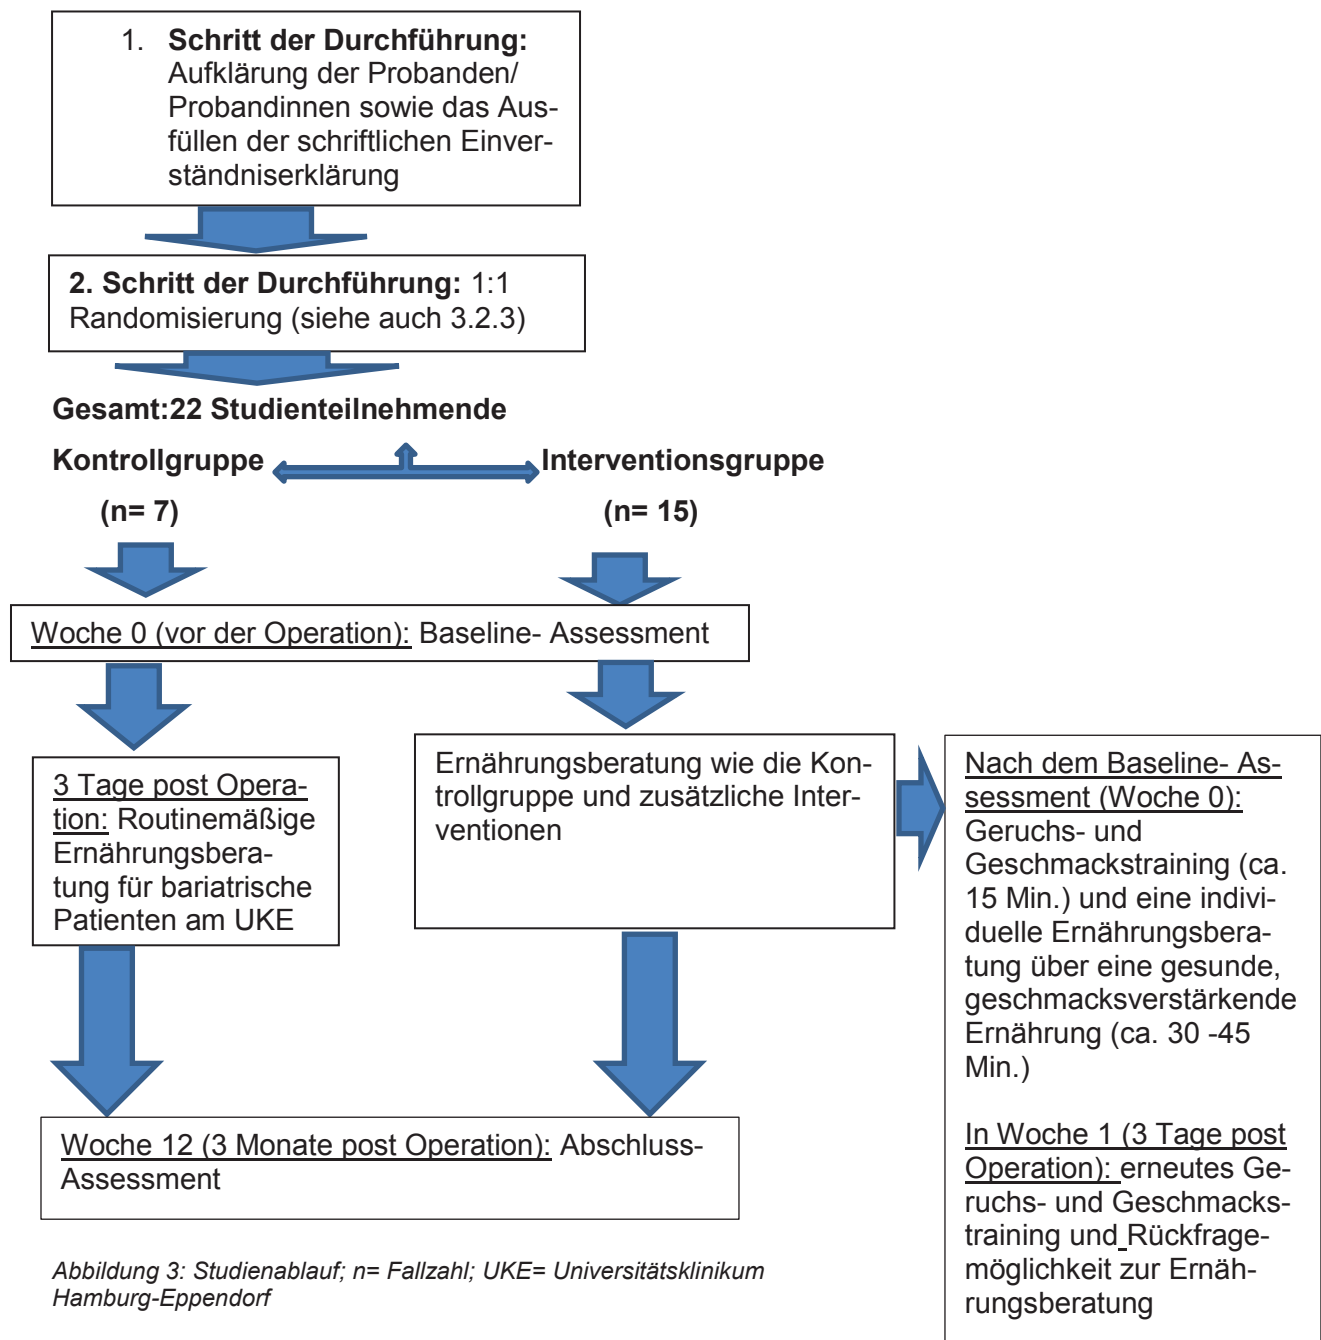 1. Schritt der Durchführung:
Aufklärung der Probanden/
Probandinnen sowie das Aus-
füllen der schriftlichen Einver-
ständniserklärung
2. Schritt der Durchführung: 1:1
Randomisierung (siehe auch 3.2.3)
Gesamt:22 Studienteilnehmende
Kontrollgruppe
Interventionsgruppe
(n= 7)
(n= 15)
Woche 0 (vor der Operation): Baseline- Assessment
3 Tage post Opera-
tion: Routinemäßige
Ernährungsbera-
tung für bariatrische
Patienten am UKE
Ernährungsberatung wie die Kon-
trollgruppe und zusätzliche Inter-
ventionen
Nach dem Baseline- As-
sessment (Woche 0):
Geruchs- und
Geschmackstraining (ca.
15 Min.) und eine indivi-
duelle Ernährungsbera-
tung über eine gesunde,
geschmacksverstärkende
Ernährung (ca. 30 -45
Min.)
In Woche 1 (3 Tage post
Operation): erneutes Ge-
ruchs- und Geschmacks-
training und Rückfrage-
möglichkeit zur Ernäh-
rungsberatung
Woche 12 (3 Monate post Operation): Abschluss-
Assessment
Abbildung 3: Studienablauf; n= Fallzahl; UKE= Universitätsklinikum
Hamburg-Eppendorf